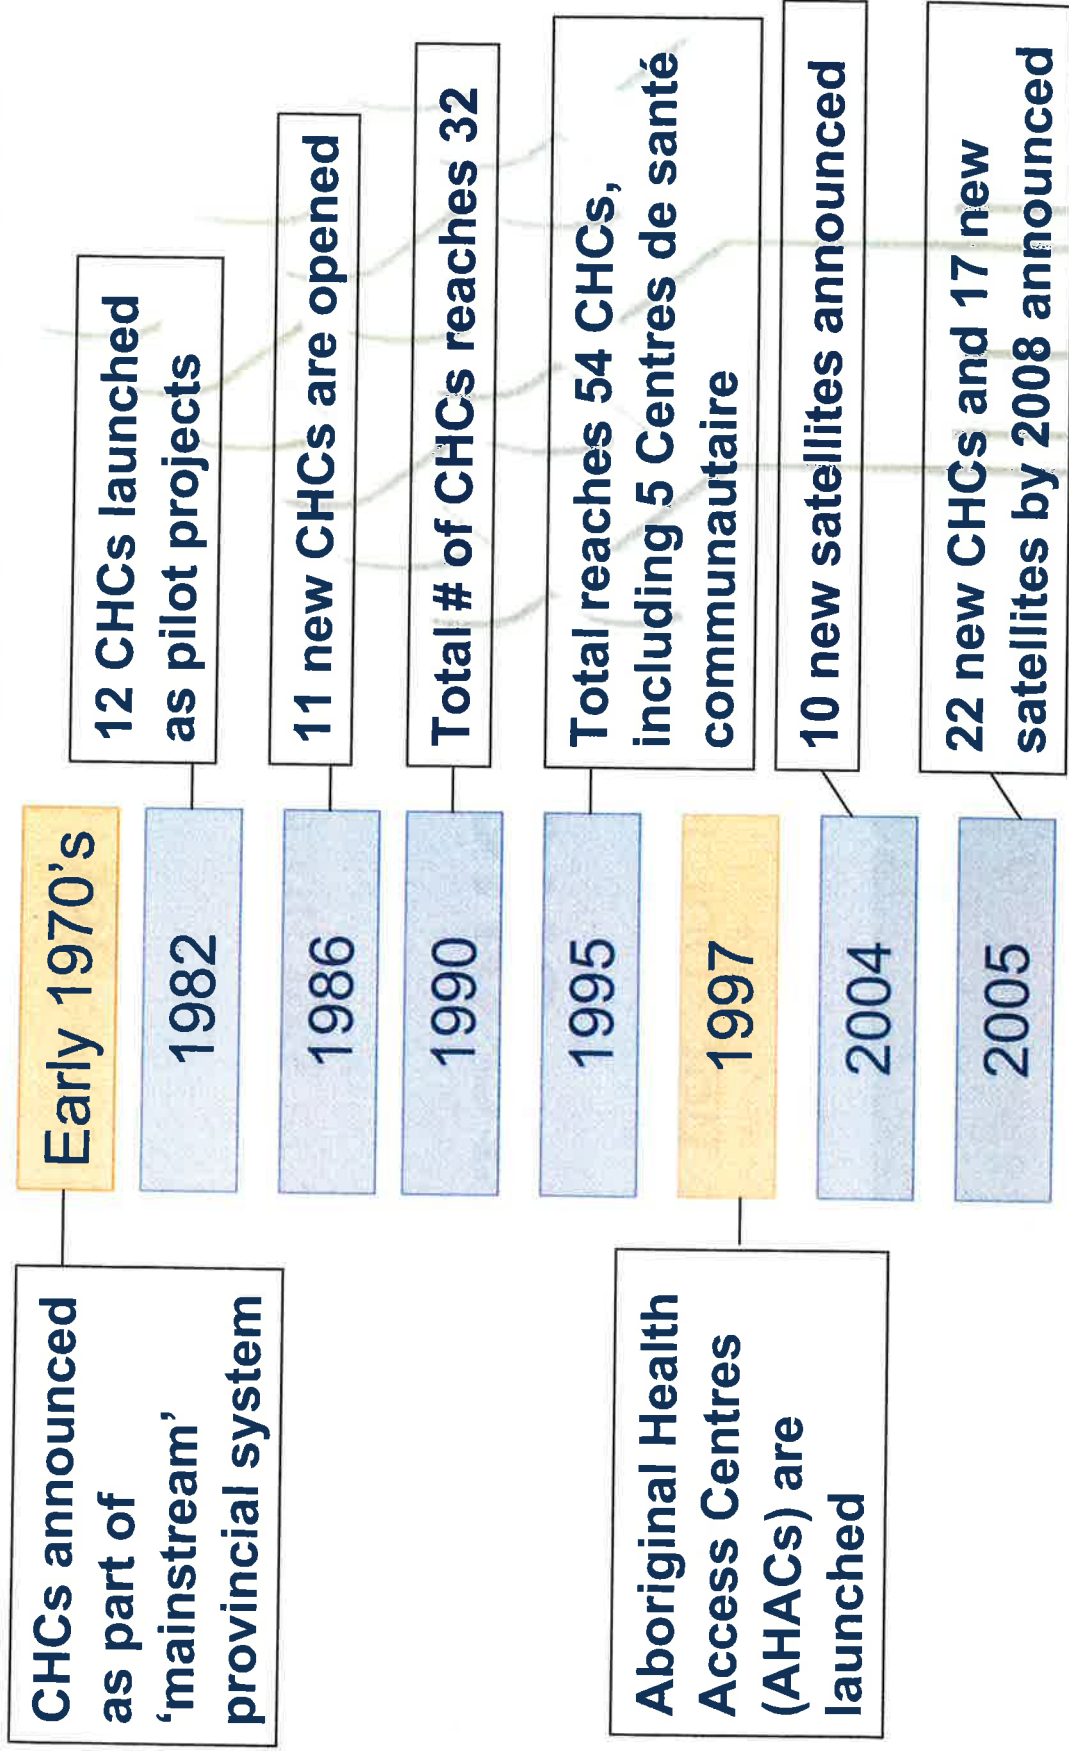 CHCs announced
as part of
'mainstream'
provincial system
Early 1970's
1982
12 CHCs launched
as pilot projects
1986
11 new CHCs are opened
1990
Total # of CHCs reaches 32
1995
Total reaches 54 CHCs,
including 5 Centres de santé
communautaire
Aboriginal Health
Access Centres
(AHACs) are
launched
1997
2004
10 new satellites announced
2005
22 new CHCs and 17 new
satellites by 2008 announced